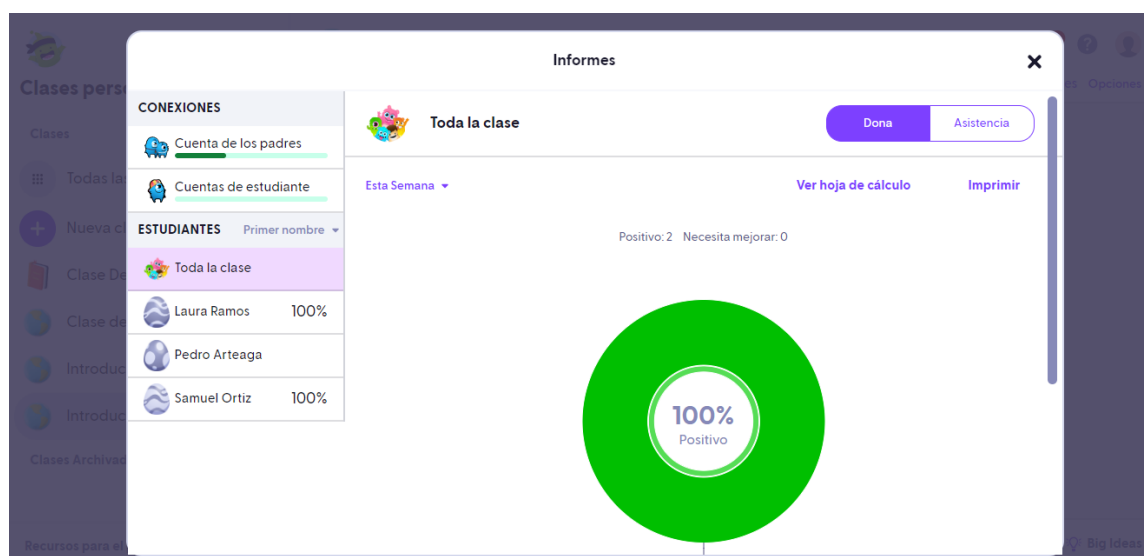 Informes
Clases pers
es Opciones
CONEXIONES
Cuenta de los padres
Cuentas de estudiante
ESTUDIANTES Primer nombre
Toda la clase
Laura Ramos 100%
Pedro Arteaga
Samuel Ortiz 100%
Toda la clase
Dona Asistencia
Esta Semana
Ver hoja de cálculo Imprimir
Positivo: 2 Necesita mejorar: 0
100%
Positivo
Clases
Todas las
Nueva cl
Clase De
Clase de
Introduc
Introduc
Clases Archivad
Recursos para el
Big Ideas